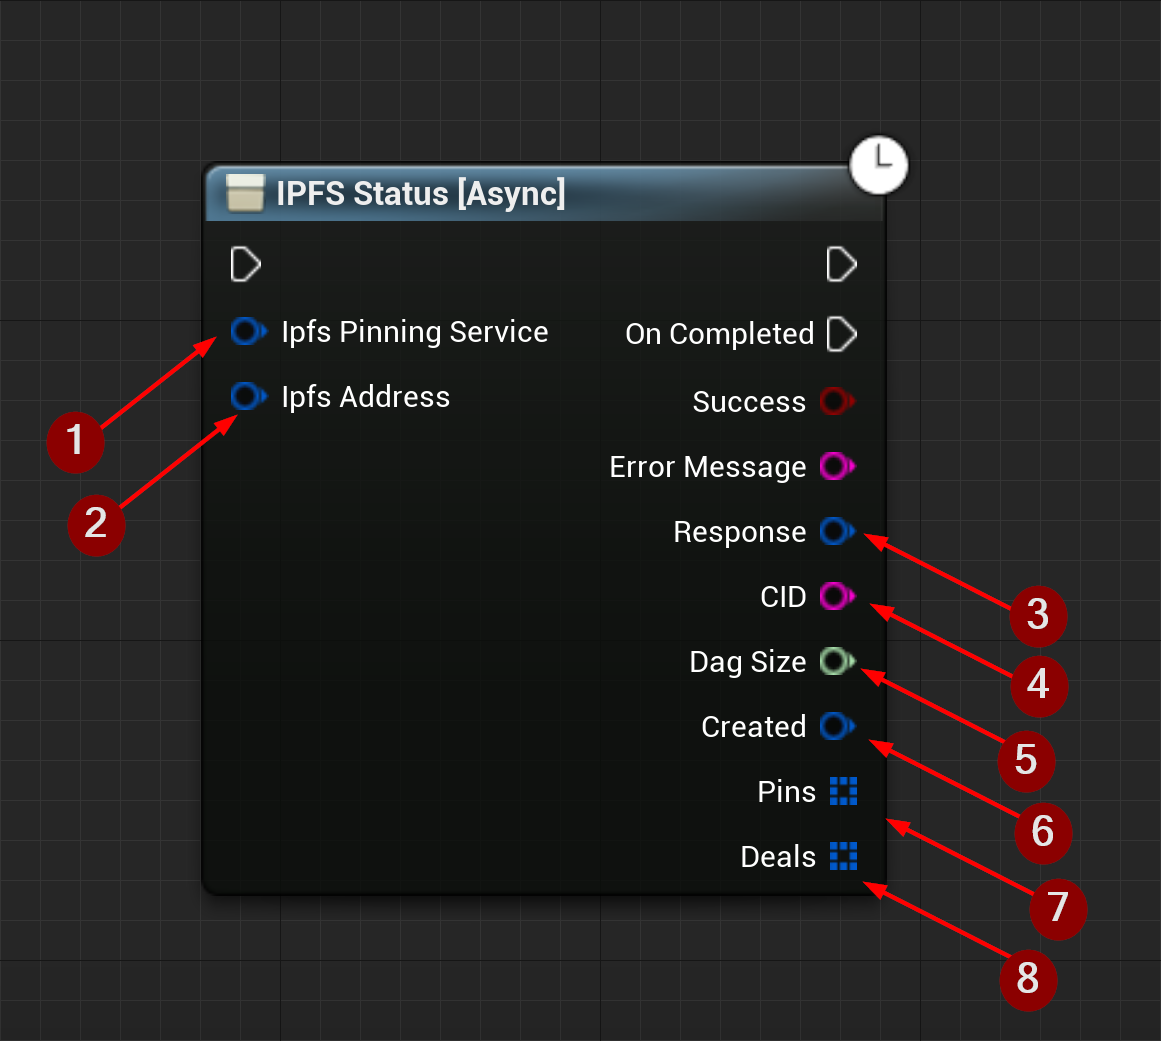 IPFS Status [Async]
Ipfs Pinning Service
On Completed
Ipfs Address
Success
1
Error Message
2
Response
3
CID
4
Dag Size
5
Created
6
Pins
7
Deals
8